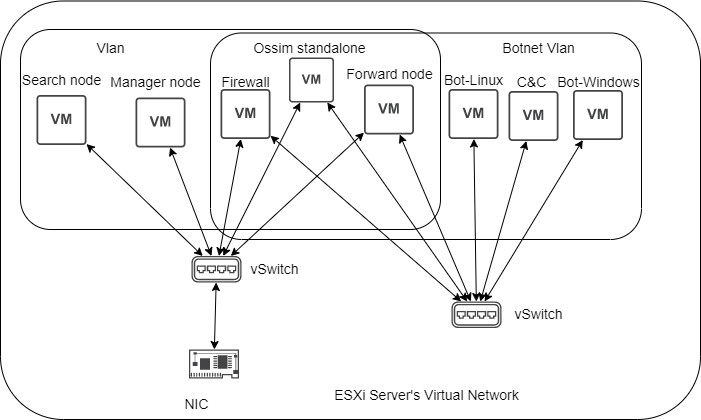 Vlan
Ossim standalone
Botnet Vlan
Search node
Manager node
Firewall
VM
Forward node
Bot-Linux
C&C
Bot-Windows
VM
VM
VM
VM
VM
VM
VM
vSwitch
vSwitch
NIC
ESXi Server's Virtual Network